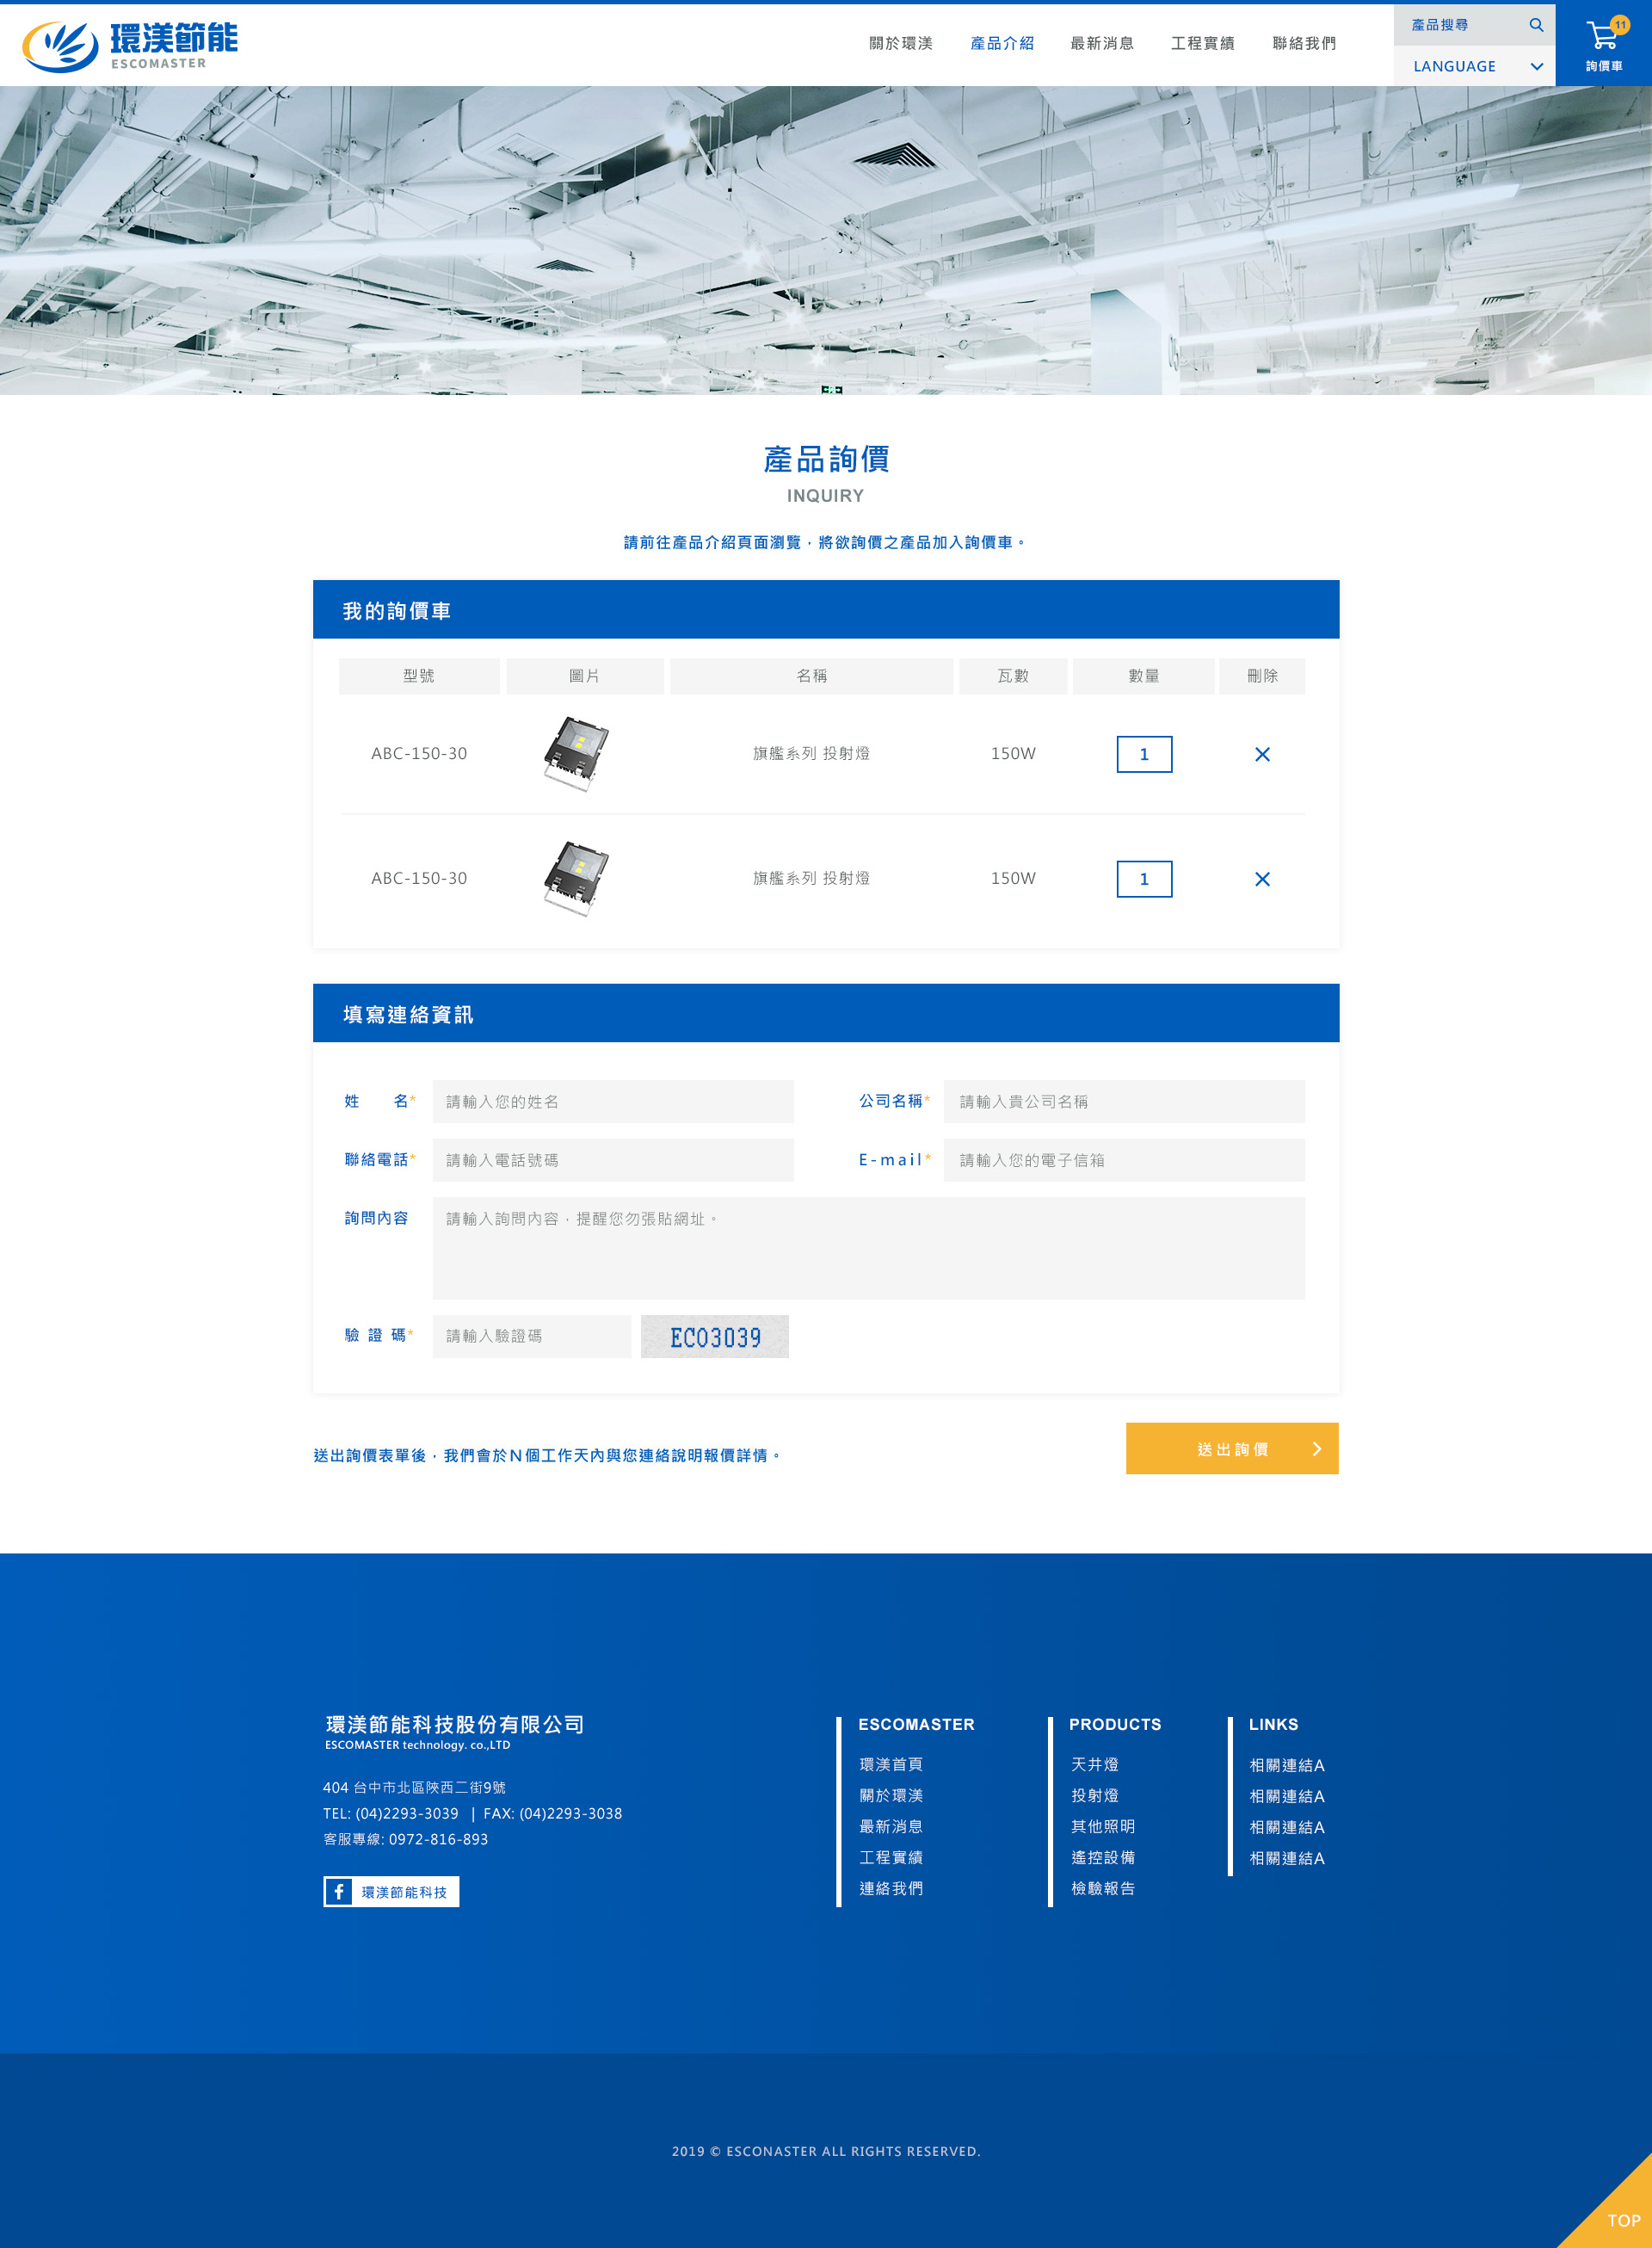 環渼節能
ESCOMASTER
關於環渼
產品介紹
最新消息
工程實績
聯絡我們
產品搜尋
LANGUAGE
11
詢價車
產品詢價
INQUIRY
請前往產品介紹頁面瀏覽，將欲詢價之產品加入詢價車。
我的詢價車
型號 圖片 名稱 瓦數 數量 刪除
ABC-150-30 旗艦系列 投射燈 150W 1
ABC-150-30 旗艦系列 投射燈 150W 1
填寫連絡資訊
姓 名* 請輸入您的姓名
公司名稱* 請輸入貴公司名稱
聯絡電話* 請輸入電話號碼
E-mail* 請輸入您的電子信箱
詢問內容 請輸入詢問內容，提醒您勿張貼網址。
驗 證 碼* 請輸入驗證碼 ECO3039
送出詢價表單後，我們會於N個工作天內與您連絡說明報價詳情。
送出詢價
環渼節能科技股份有限公司
ESCOMASTER technology. co.,LTD
404 台中市北區陝西二街9號
TEL: (04)2293-3039 | FAX: (04)2293-3038
客服專線: 0972-816-893
f 環渼節能科技
ESCOMASTER
環渼首頁
關於環渼
最新消息
工程實績
連絡我們
PRODUCTS
天井燈
投射燈
其他照明
遙控設備
檢驗報告
LINKS
相關連結A
相關連結A
相關連結A
相關連結A
2019 © ESCONASTER ALL RIGHTS RESERVED.
TOP